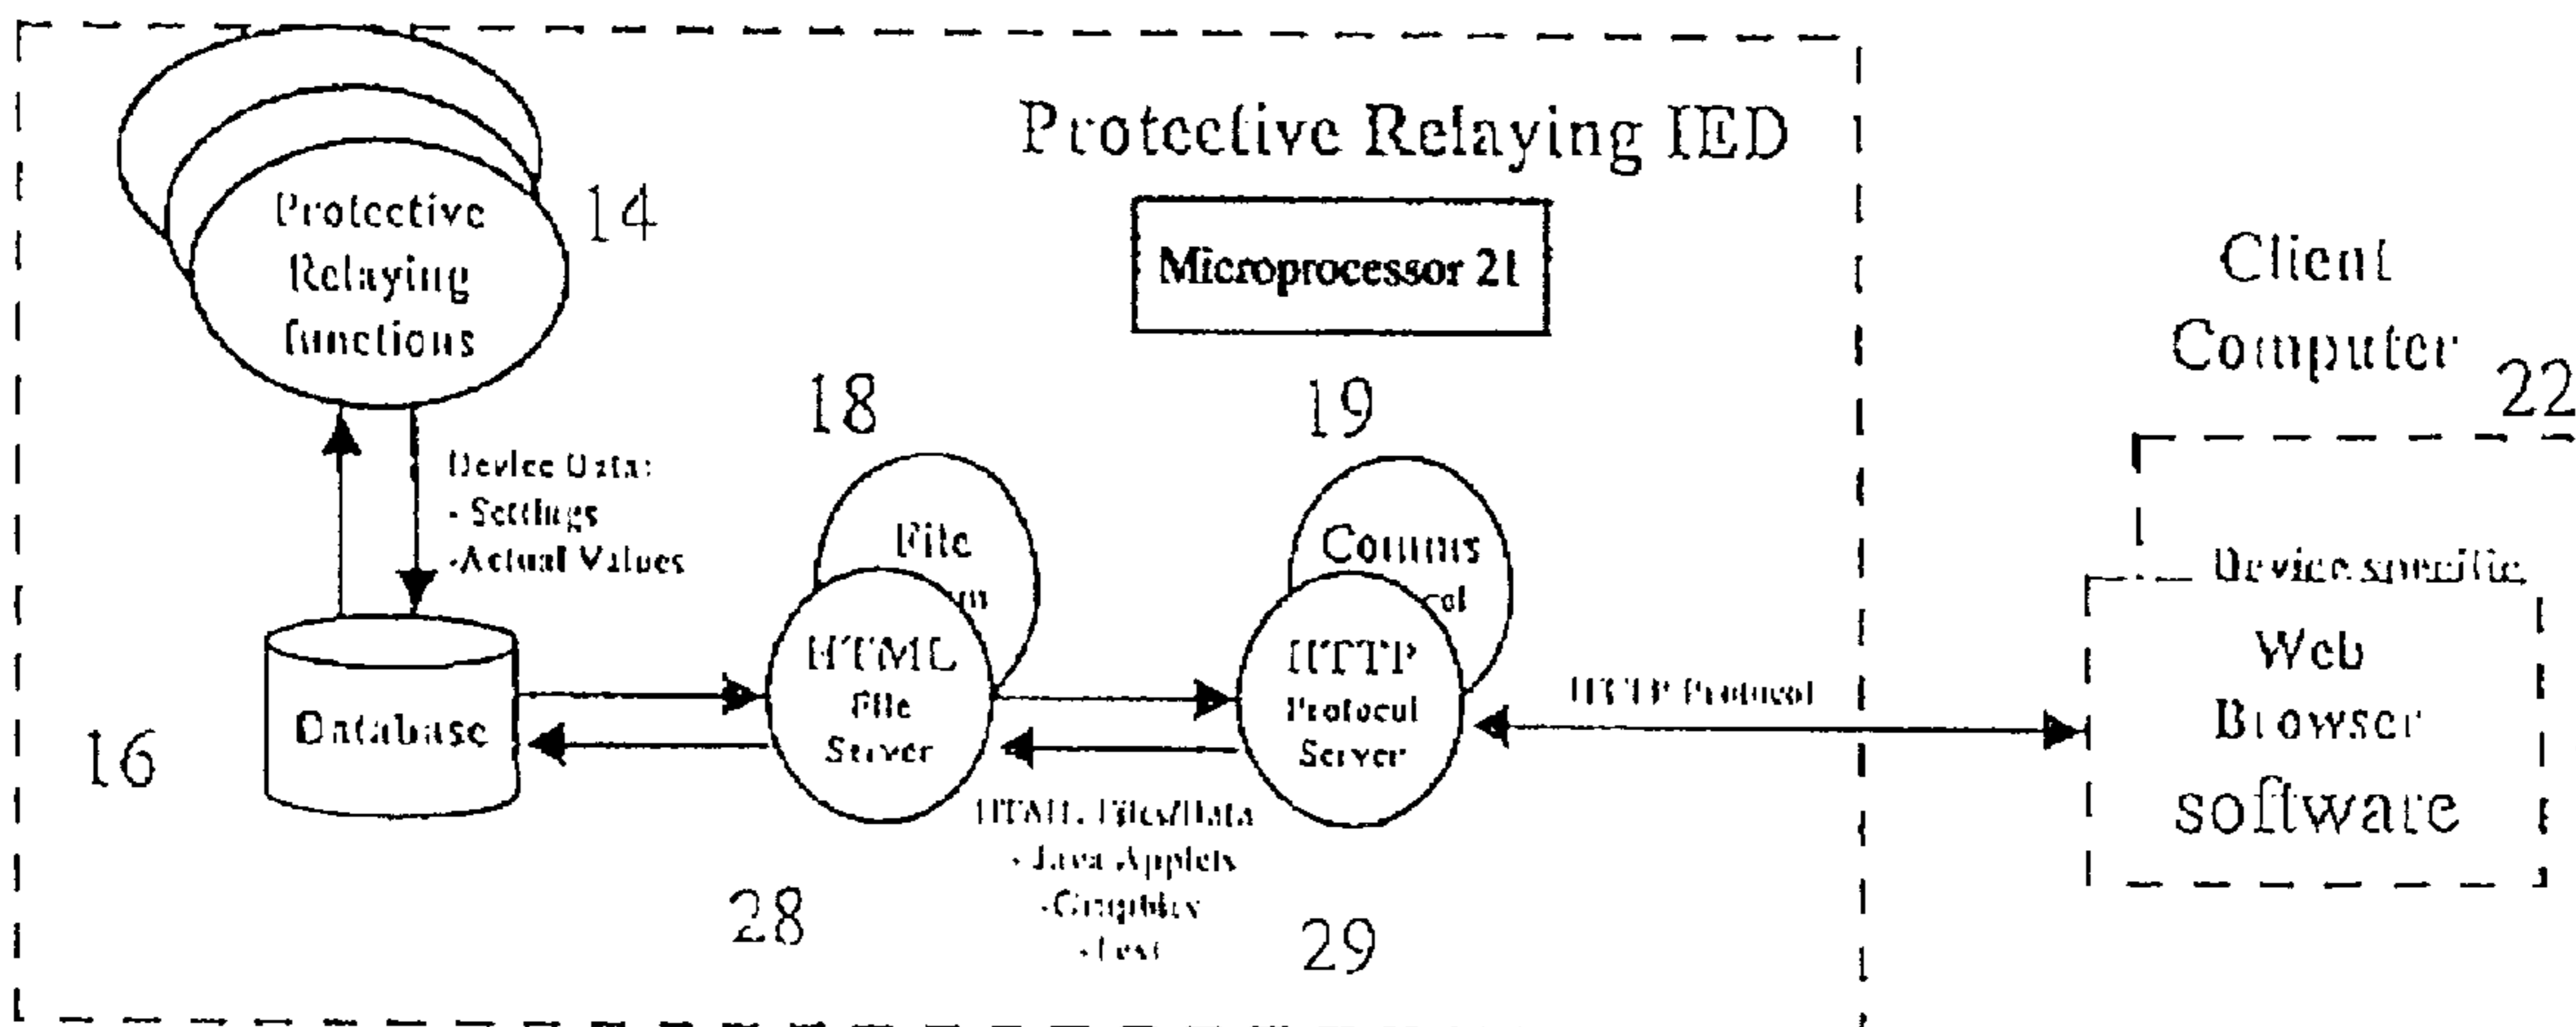 Protective Relaying IED
Protective
Relaying
functions
14
Microprocessor 21
Client
Computer
22
18
19
Device Data:
- Settings
-Actual Values
File
Comms
Device specific
HTML
File
Server
HTTP
Protocol
Server
HTTP Protocol
Web
Browser
software
Database
16
HTML Files/Data
- Java Applets
-Graphics
-Text
28
29